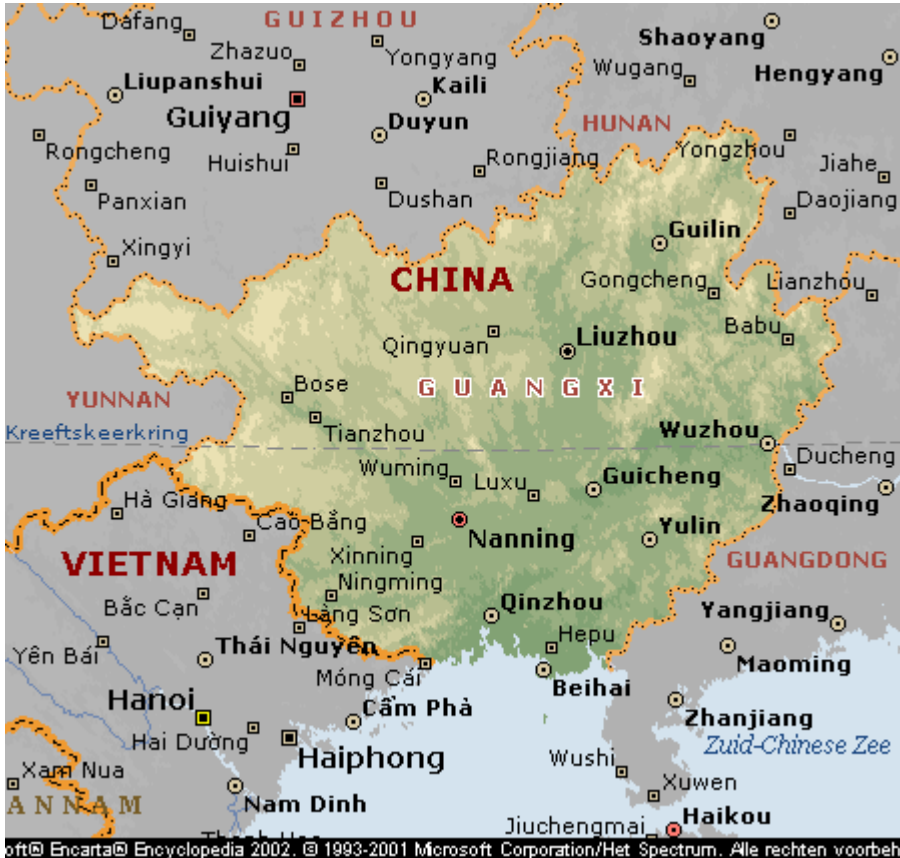 GUIZHOU
Dafang
Shaoyang
Zhazuo
Yongyang
Wugang
Hengyang
Liupanshui
Kaili
Guiyang
Duyun
HUNAN
Rongcheng
Huishui
Rongjiang
Yongzhou
Jiahe
Panxian
Dushan
Daojiang
Xingyi
Guilin
CHINA
Gongcheng
Lianzhou
Qingyuan
Liuzhou
Babu
Bose
GUANGXI
YUNNAN
Kreeftskeerkring
Tianzhou
Wuzhou
Ducheng
Wuming
Luxu
Guicheng
Zhaoqing
Hà Giang
Cao Bằng
Nanning
Yulin
VIETNAM
Xinning
GUANGDONG
Ningming
Bắc Cạn
Lạng Sơn
Qinzhou
Yangjiang
Yên Bái
Thái Nguyên
Hepu
Maoming
Móng Cái
Beihai
Hanoi
Cẩm Phả
Zhanjiang
Hai Dường
Haiphong
Zuid-Chinese Zee
Wushi
Xam Nua
Xuwen
ANNAM
Nam Dinh
Haikou
Jiuchengmai
oft® Encarta® Encyclopedia 2002. © 1993-2001 Microsoft Corporation/Het Spectrum. Alle rechten voorbeh